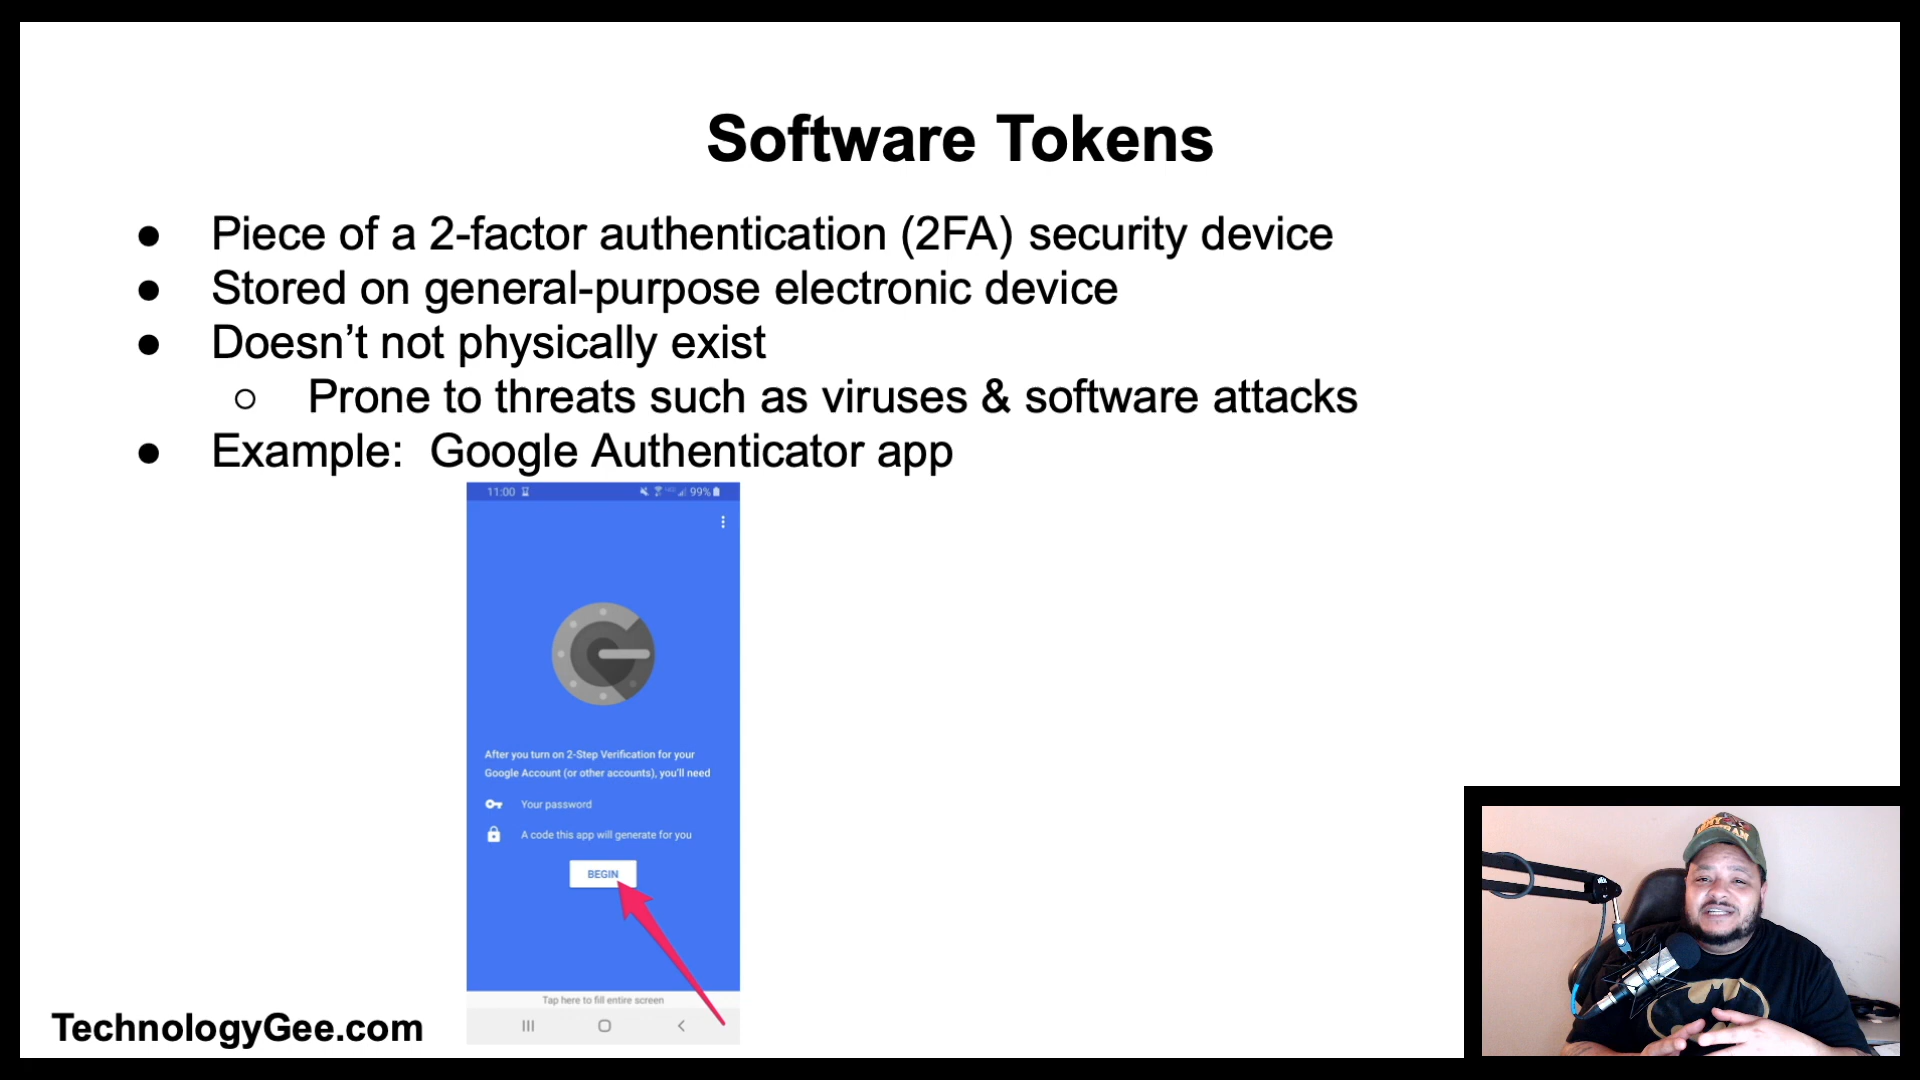 Software Tokens
● Piece of a 2-factor authentication (2FA) security device
● Stored on general-purpose electronic device
● Doesn’t not physically exist
○ Prone to threats such as viruses & software attacks
● Example: Google Authenticator app
11:00 99%
After you turn on 2-Step Verification for your
Google Account (or other accounts), you'll need
Your password
A code this app will generate for you
BEGIN
Tap here to fill entire screen
TechnologyGee.com